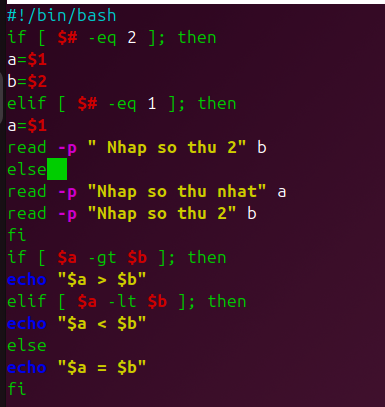 #!/bin/bash
if [ $# -eq 2 ]; then
a=$1
b=$2
elif [ $# -eq 1 ]; then
a=$1
read -p " Nhap so thu 2" b
else
read -p "Nhap so thu nhat" a
read -p "Nhap so thu 2" b
fi
if [ $a -gt $b ]; then
echo "$a > $b"
elif [ $a -lt $b ]; then
echo "$a < $b"
else
echo "$a = $b"
fi